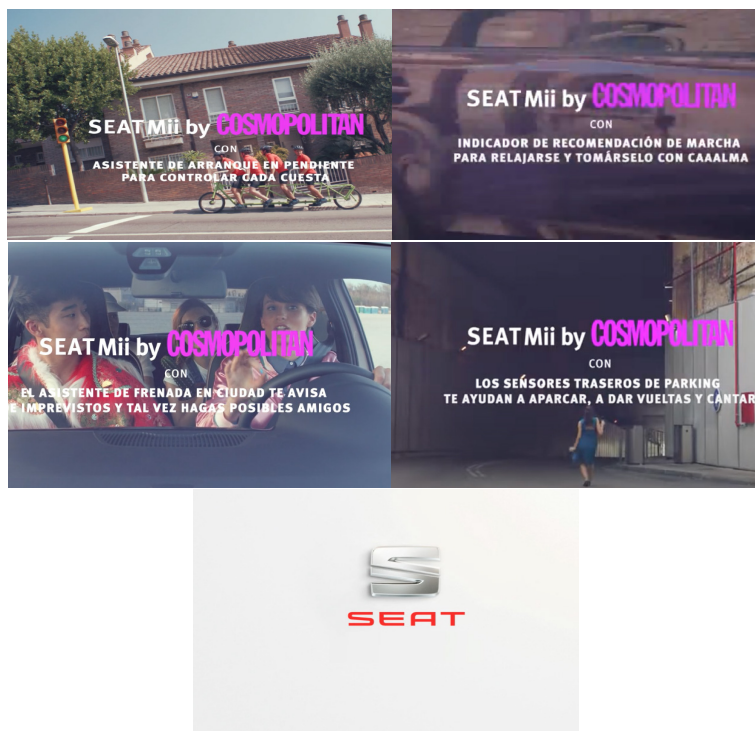 SEAT Mii by COSMOPOLITAN
CON
ASISTENTE DE ARRANQUE EN PENDIENTE
PARA CONTROLAR CADA CUESTA
SEAT Mii by COSMOPOLITAN
CON
INDICADOR DE RECOMENDACIÓN DE MARCHA
PARA RELAJARSE Y TOMÁRSELO CON CAAALMA
SEAT Mii by COSMOPOLITAN
CON
EL ASISTENTE DE FRENADA EN CIUDAD TE AVISA
E IMPREVISTOS Y TAL VEZ HAGAS POSIBLES AMIGOS
SEAT Mii by COSMOPOLITAN
CON
LOS SENSORES TRASEROS DE PARKING
TE AYUDAN A APARCAR, A DAR VUELTAS Y CANTAR
S
SEAT